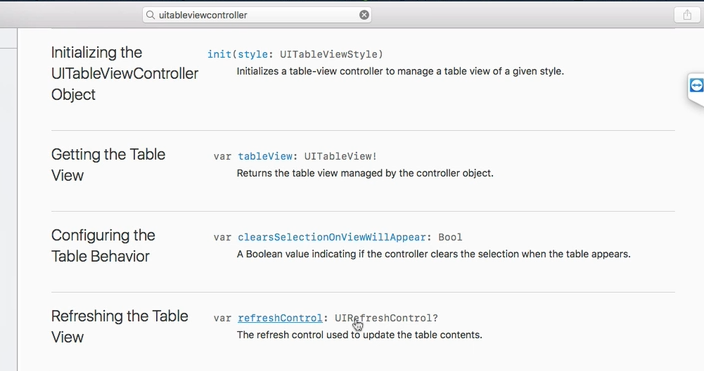 uitableviewcontroller
Initializing the
UITableViewController
Object
init(style: UITableViewStyle)
Initializes a table-view controller to manage a table view of a given style.
Getting the Table
View
var tableView: UITableView!
Returns the table view managed by the controller object.
Configuring the
Table Behavior
var clearsSelectionOnViewWillAppear: Bool
A Boolean value indicating if the controller clears the selection when the table appears.
Refreshing the Table
View
var refreshControl: UIRefreshControl?
The refresh control used to update the table contents.